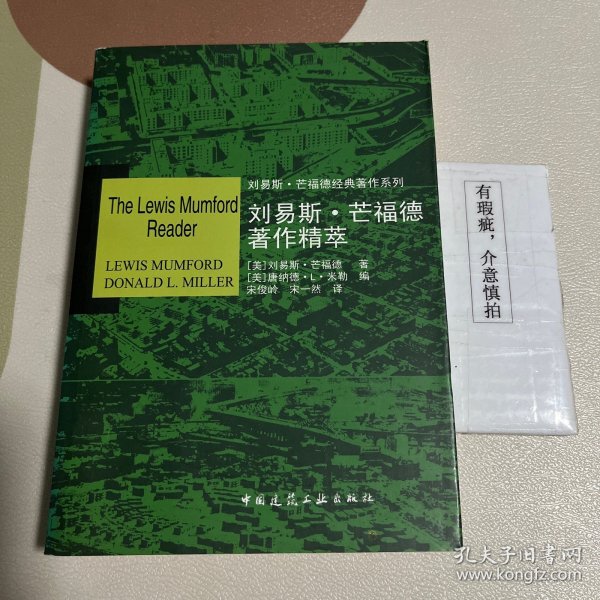 刘易斯·芒福德经典著作系列
The Lewis Mumford
Reader
LEWIS MUMFORD
DONALD L. MILLER
刘易斯·芒福德
著作精萃
[美]刘易斯·芒福德 著
[美]唐纳德·L·米勒 编
宋俊岭 宋一然 译
中国建筑工业出版社
有瑕疵，介意慎拍
孔夫子旧书网
www.kongfz.com